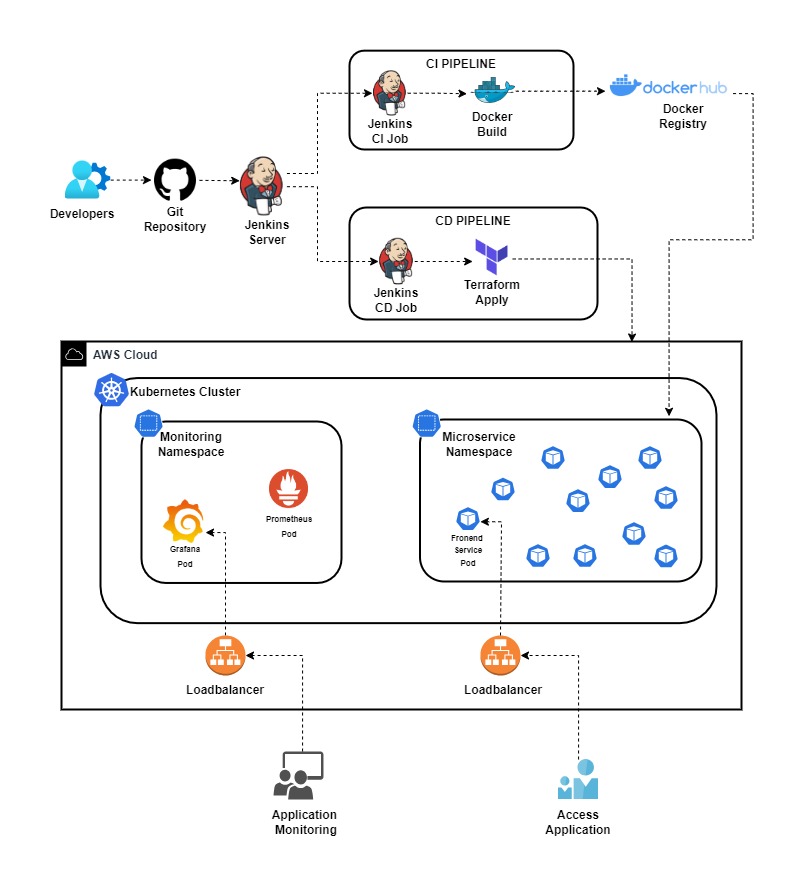 CI PIPELINE
Jenkins
CI Job
Docker
Build
dockerhub
Docker
Registry
Developers
Git
Repository
Jenkins
Server
CD PIPELINE
Jenkins
CD Job
Terraform
Apply
AWS Cloud
Kubernetes Cluster
Monitoring
Namespace
Prometheus
Pod
Grafana
Pod
Microservice
Namespace
Fronend
Service
Pod
Loadbalancer
Loadbalancer
Application
Monitoring
Access
Application